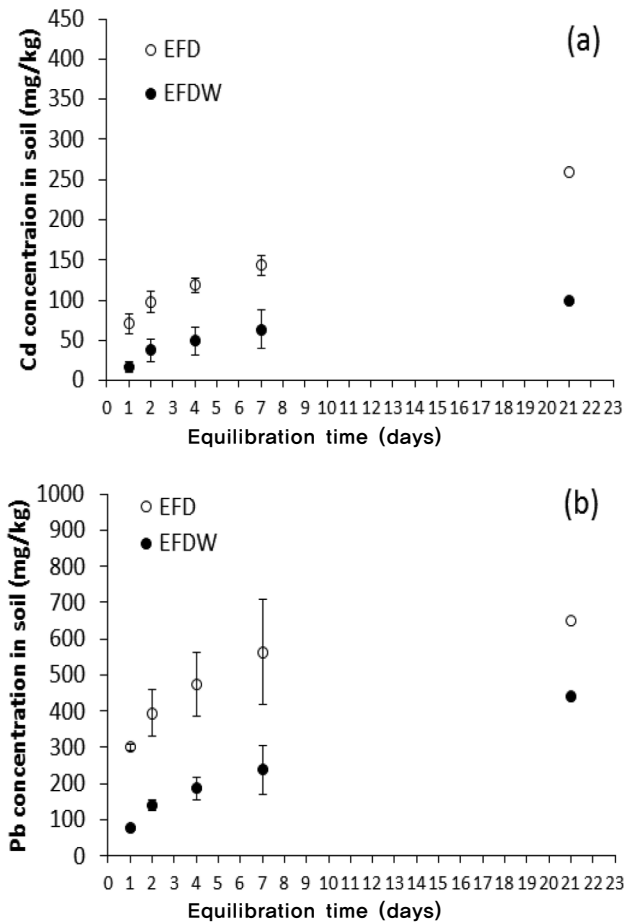 (a)
EFD
EFDW
Cd concentraion in soil (mg/kg)
450
400
350
300
250
200
150
100
50
0
0 1 2 3 4 5 6 7 8 9 10 11 12 13 14 15 16 17 18 19 20 21 22 23
Equilibration time (days)
(b)
EFD
EFDW
Pb concentration in soil (mg/kg)
1000
900
800
700
600
500
400
300
200
100
0
0 1 2 3 4 5 6 7 8 9 10 11 12 13 14 15 16 17 18 19 20 21 22 23
Equilibration time (days)